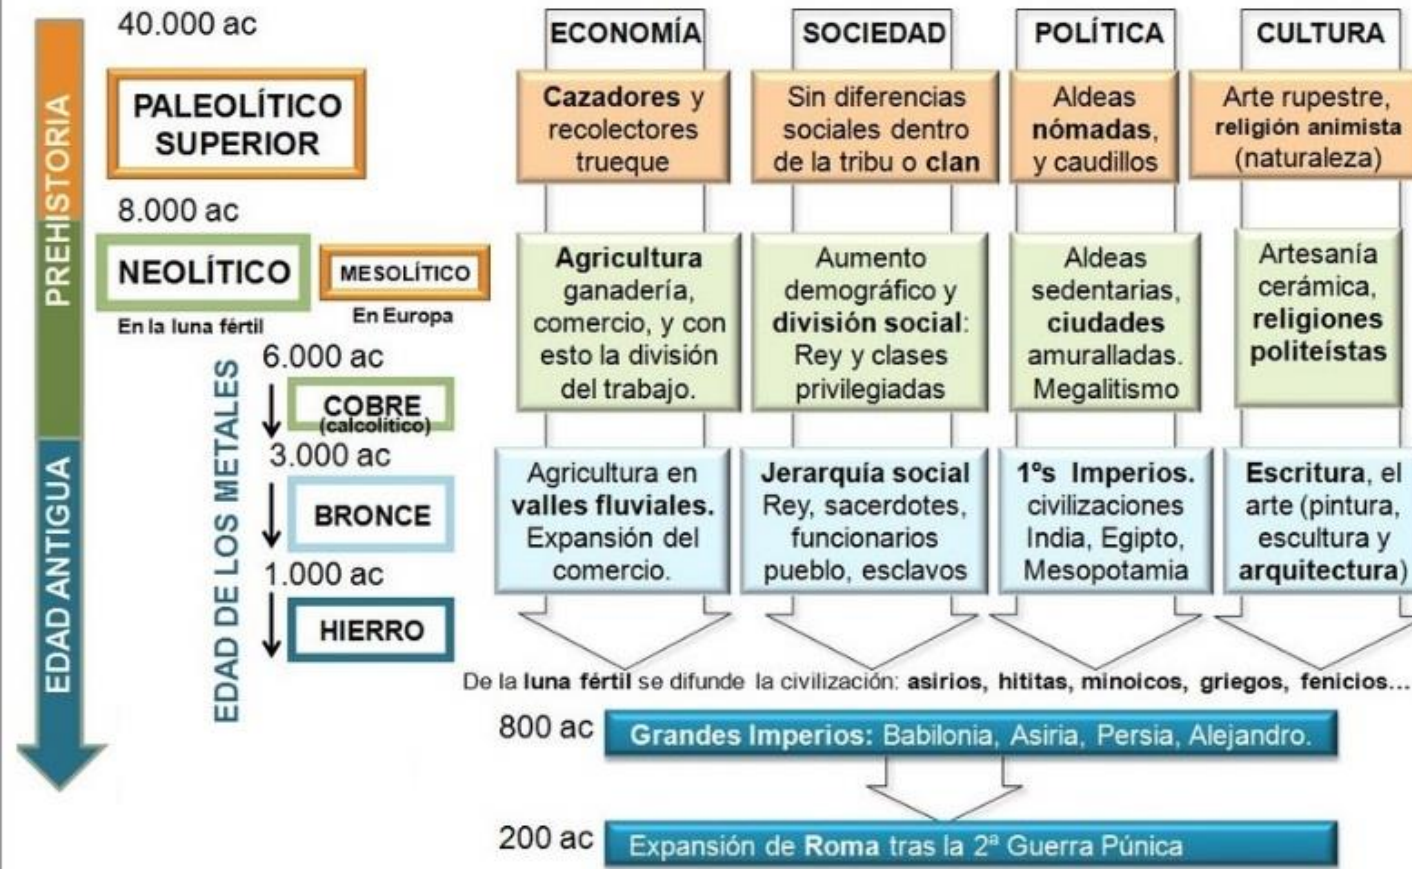 40.000 ac
PREHISTORIA
EDAD ANTIGUA
PALEOLÍTICO
SUPERIOR
8.000 ac
NEOLÍTICO
En la luna fértil
MESOLÍTICO
En Europa
EDAD DE LOS METALES
6.000 ac
COBRE
(calcolítico)
3.000 ac
BRONCE
1.000 ac
HIERRO
ECONOMÍA
Cazadores y
recolectores
trueque
Agricultura
ganadería,
comercio, y con
esto la división
del trabajo.
Agricultura en
valles fluviales.
Expansión del
comercio.
SOCIEDAD
Sin diferencias
sociales dentro
de la tribu o clan
Aumento
demográfico y
división social:
Rey y clases
privilegiadas
Jerarquía social
Rey, sacerdotes,
funcionarios
pueblo, esclavos
POLÍTICA
Aldeas
nómadas,
y caudillos
Aldeas
sedentarias,
ciudades
amuralladas.
Megalitismo
1ºs Imperios.
civilizaciones
India, Egipto,
Mesopotamia
CULTURA
Arte rupestre,
religión animista
(naturaleza)
Artesanía
cerámica,
religiones
politeístas
Escritura, el
arte (pintura,
escultura y
arquitectura)
De la luna fértil se difunde la civilización: asirios, hititas, minoicos, griegos, fenicios...
800 ac
Grandes Imperios: Babilonia, Asiria, Persia, Alejandro.
200 ac
Expansión de Roma tras la 2ª Guerra Púnica